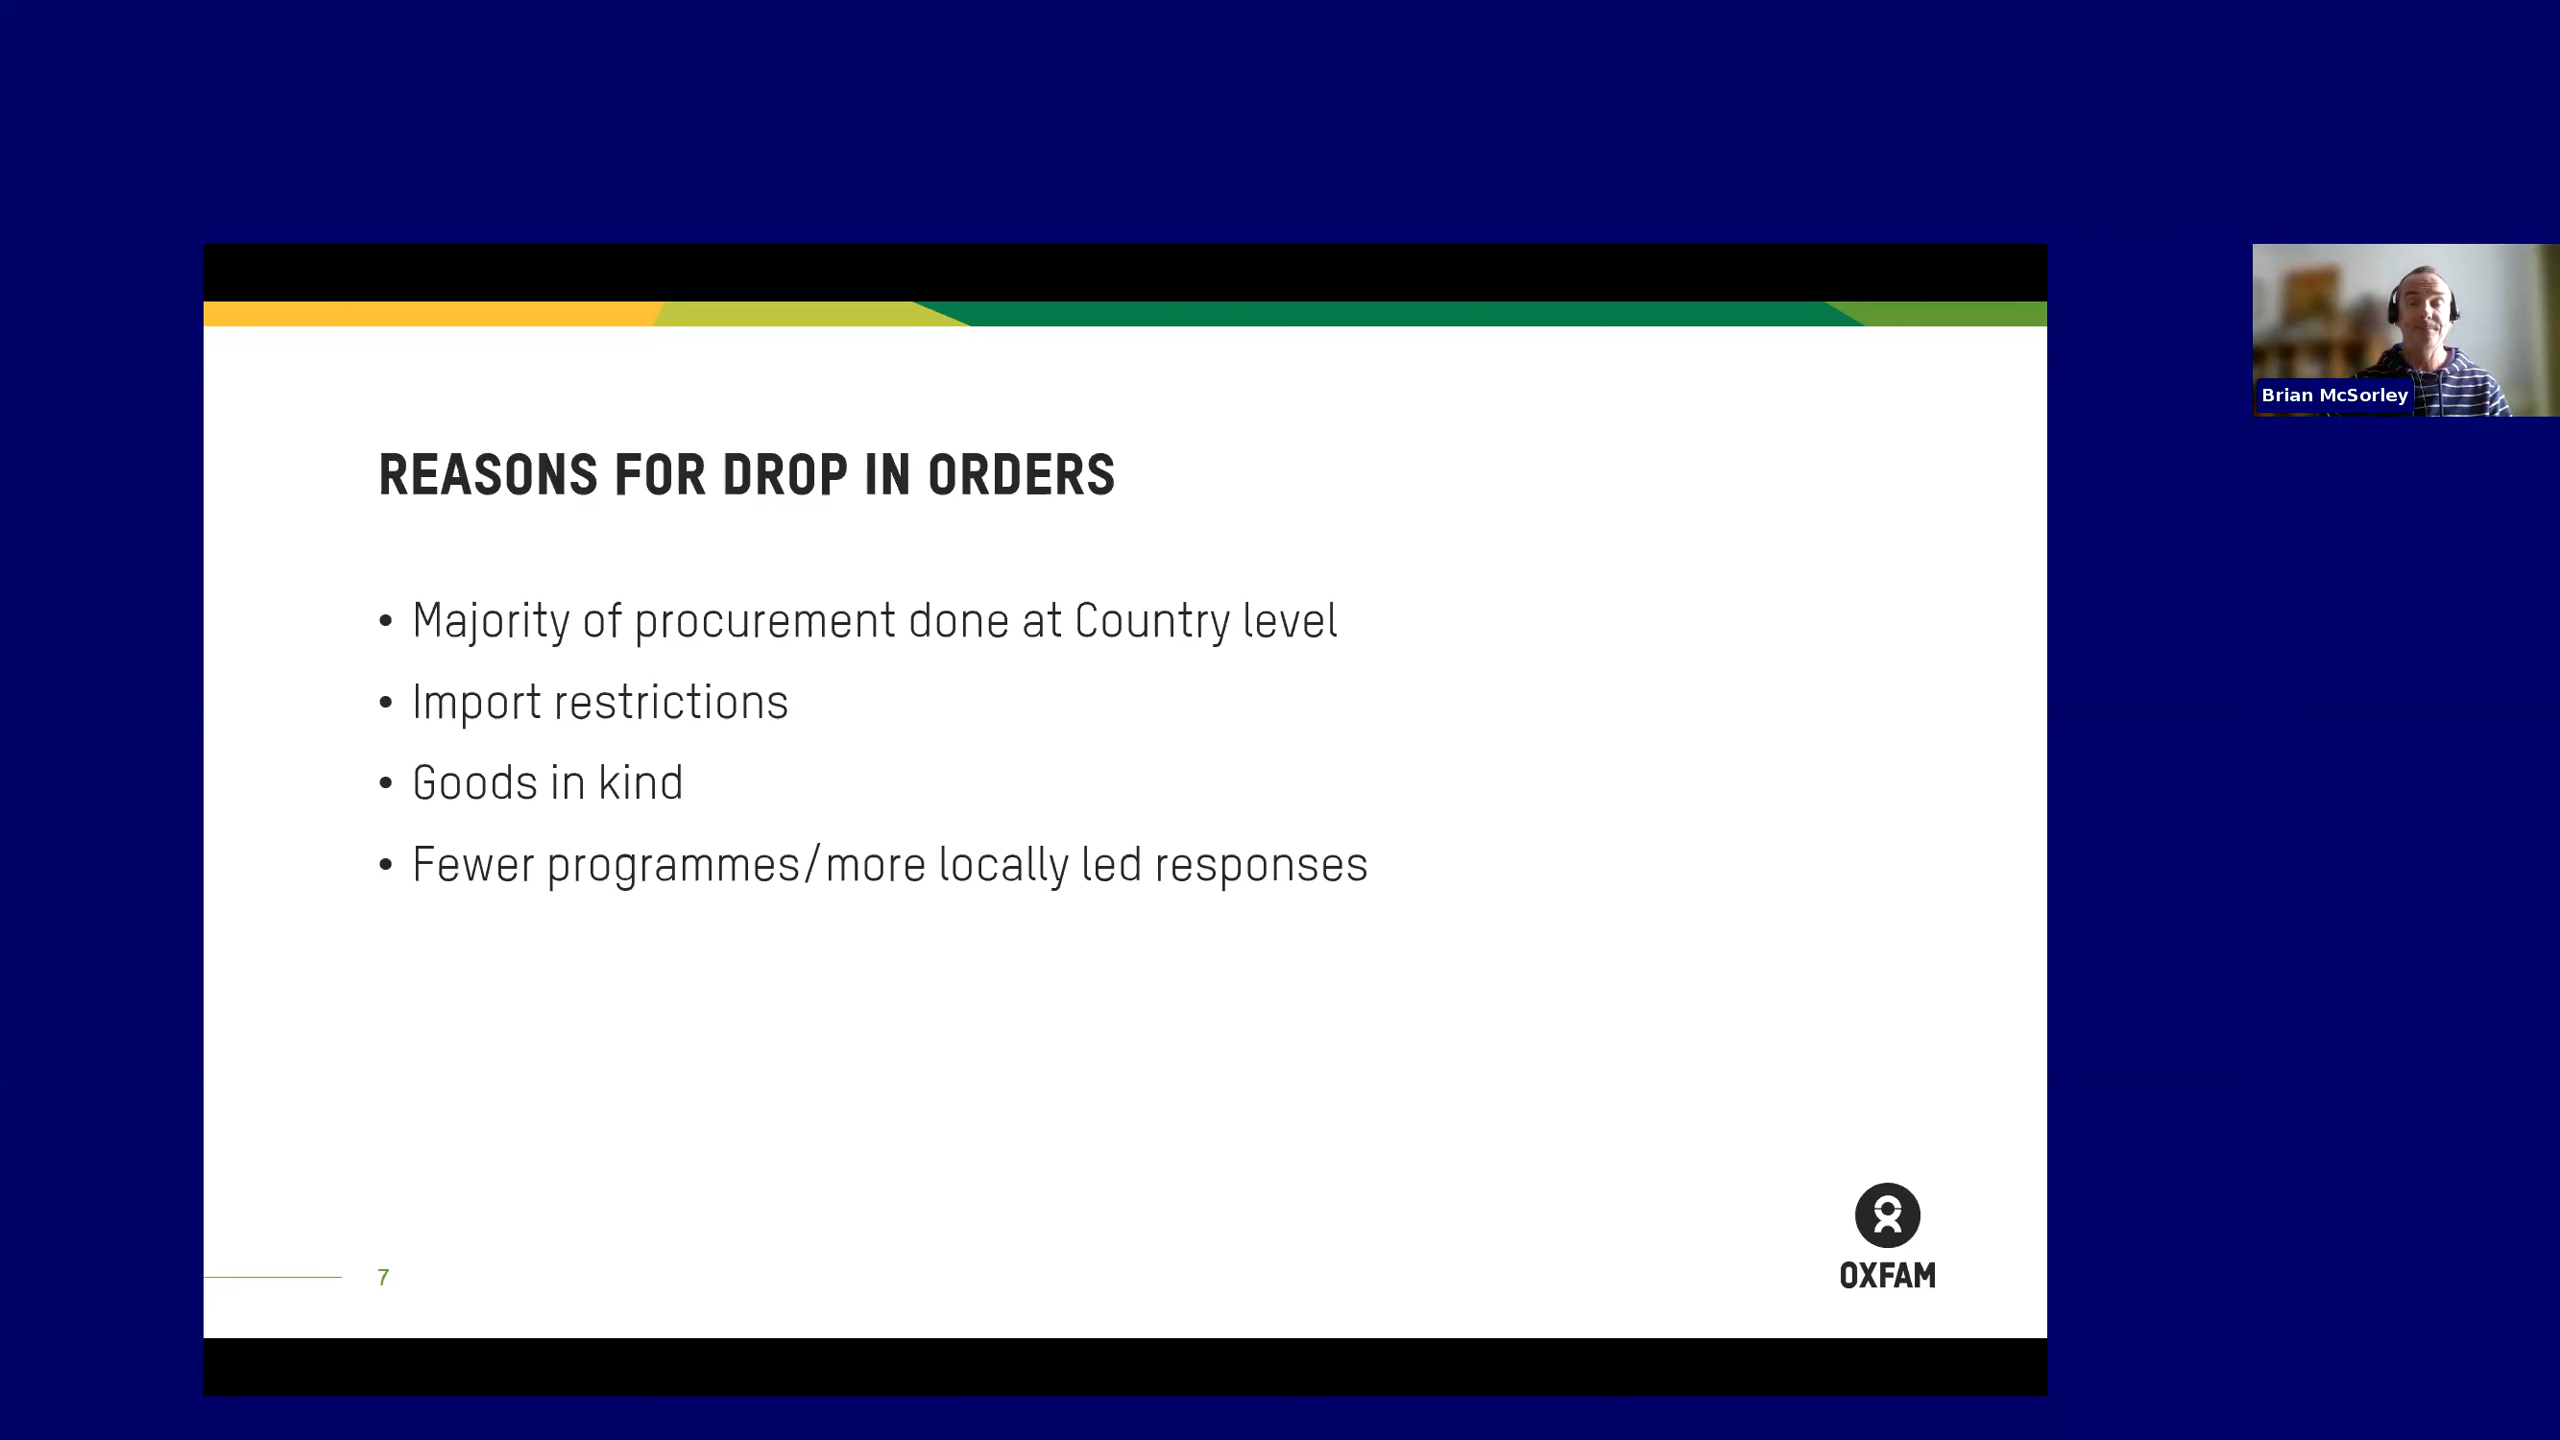 REASONS FOR DROP IN ORDERS
• Majority of procurement done at Country level
• Import restrictions
• Goods in kind
• Fewer programmes/more locally led responses
7
OXFAM
Brian McSorley